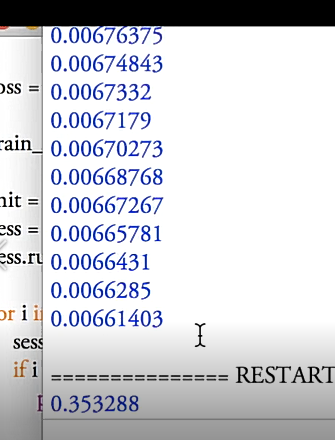 0.00676375
0.00674843
oss =
0.0067332
0.0067179
rain_
0.00670273
0.00668768
nit =
0.00667267
ess =
0.00665781
ess.ru
0.0066431
0.0066285
or i in
0.00661403
sess
if i
=============== RESTART
0.353288